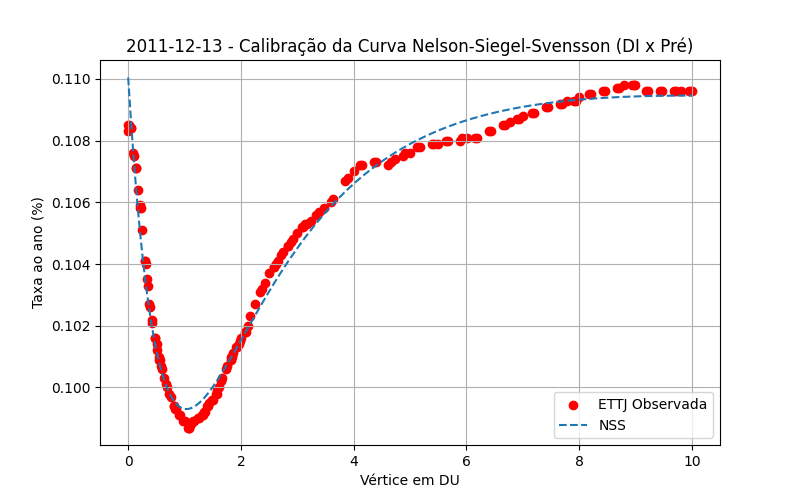 2011-12-13 - Calibração da Curva Nelson-Siegel-Svensson (DI x Pré)
Taxa ao ano (%)
0.110
0.108
0.106
0.104
0.102
0.100
ETTJ Observada
NSS
0 2 4 6 8 10
Vértice em DU